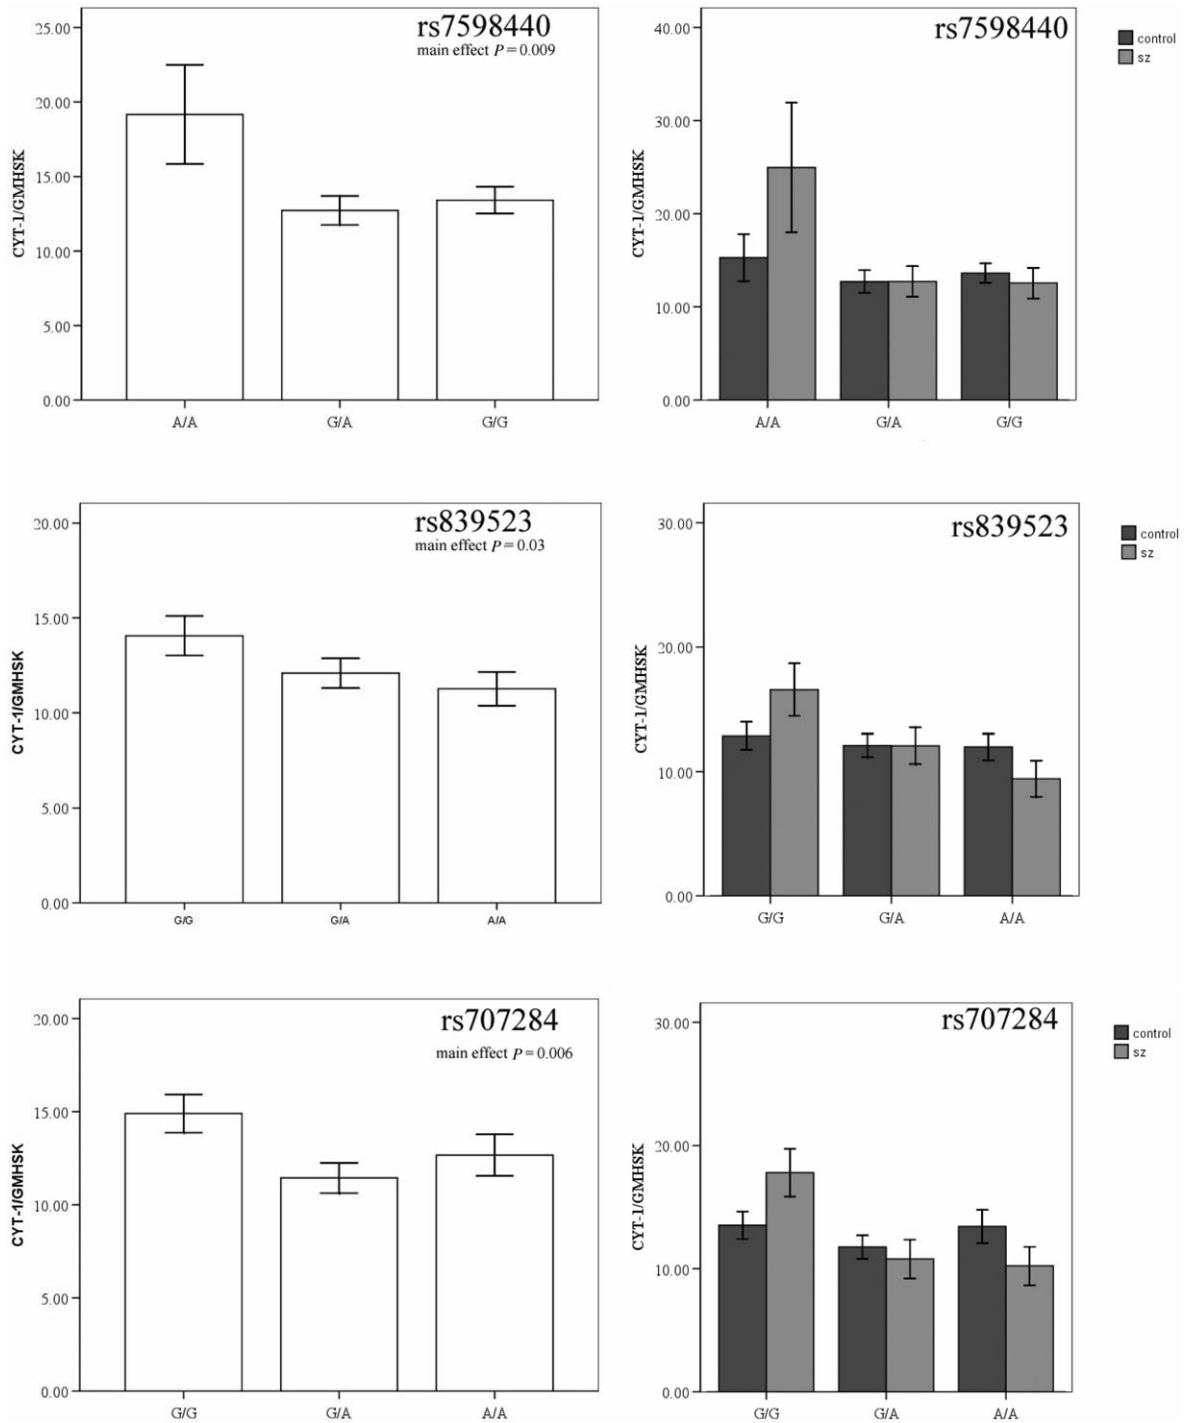 rs7598440
main effect P = 0.009
25.00
20.00
15.00
10.00
5.00
0.00
CYT-1/GMHSK
A/A G/A G/G
rs7598440
control
sz
40.00
30.00
20.00
10.00
0.00
CYT-1/GMHSK
A/A G/A G/G
rs839523
main effect P = 0.03
20.00
15.00
10.00
5.00
0.00
CYT-1/GMHSK
G/G G/A A/A
rs839523
control
sz
30.00
20.00
10.00
0.00
CYT-1/GMHSK
G/G G/A A/A
rs707284
main effect P = 0.006
20.00
15.00
10.00
5.00
0.00
CYT-1/GMHSK
G/G G/A A/A
rs707284
control
sz
30.00
20.00
10.00
0.00
CYT-1/GMHSK
G/G G/A A/A